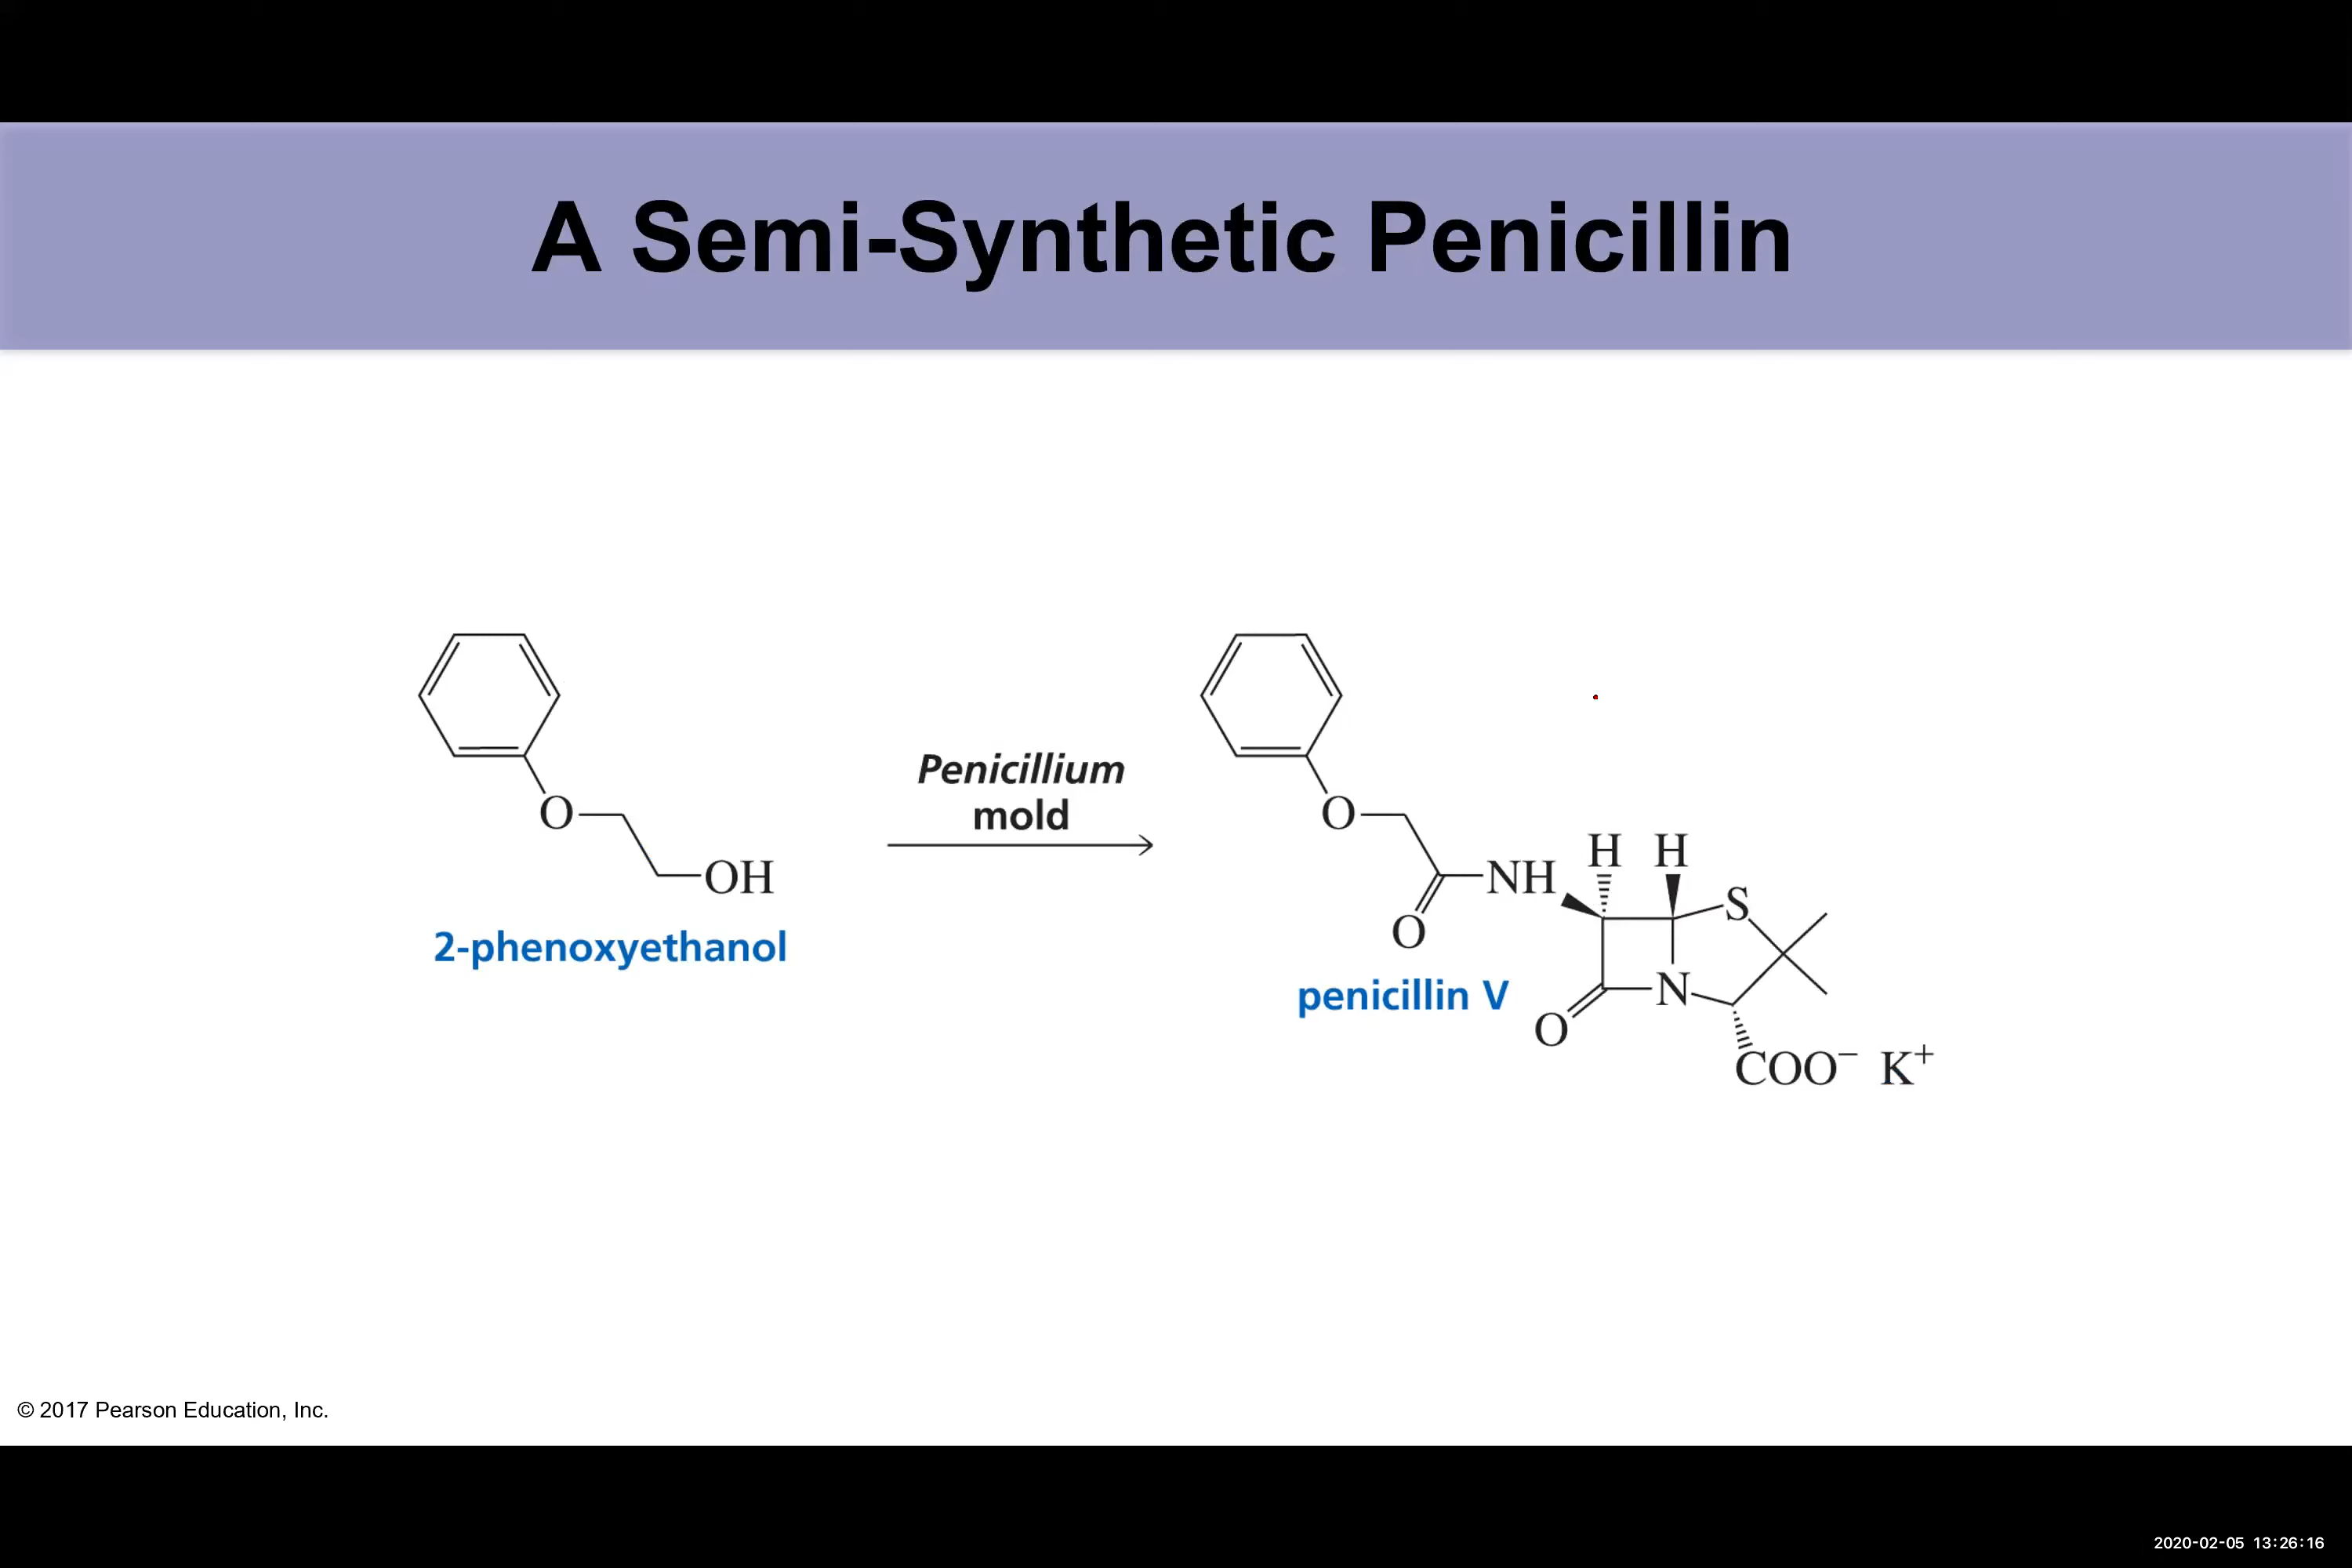 A Semi-Synthetic Penicillin
Penicillium
mold
O
OH
2-phenoxyethanol
O
NH
O
H H
S
N
O
COO⁻ K⁺
penicillin V
© 2017 Pearson Education, Inc.
2020-02-05 13:26:16